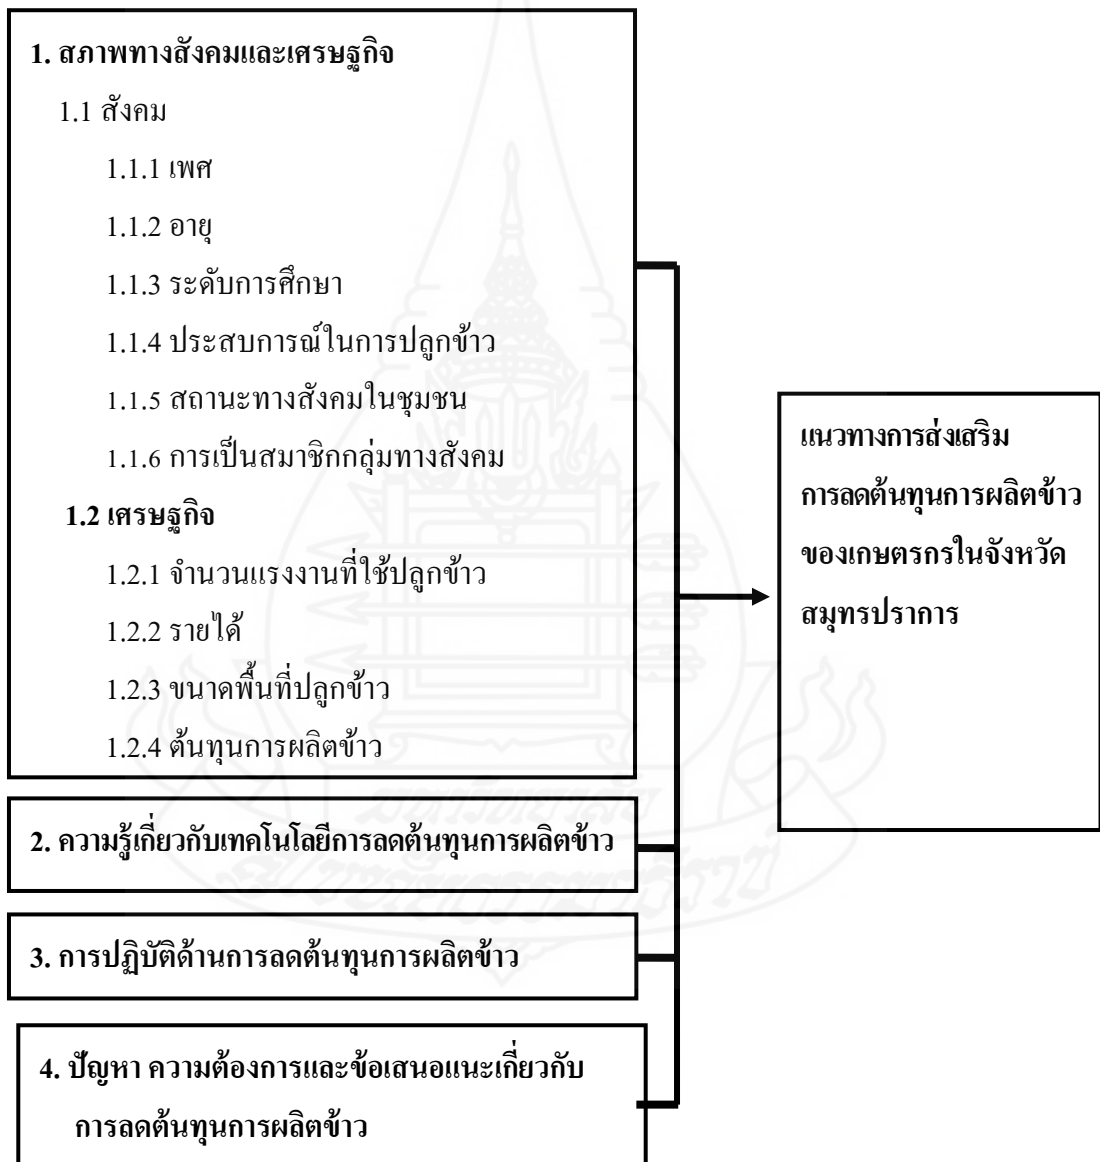 1. สภาพทางสังคมและเศรษฐกิจ
1.1 สังคม
1.1.1 เพศ
1.1.2 อายุ
1.1.3 ระดับการศึกษา
1.1.4 ประสบการณ์ในการปลูกข้าว
1.1.5 สถานะทางสังคมในชุมชน
1.1.6 การเป็นสมาชิกกลุ่มทางสังคม
1.2 เศรษฐกิจ
1.2.1 จำนวนแรงงานที่ใช้ปลูกข้าว
1.2.2 รายได้
1.2.3 ขนาดพื้นที่ปลูกข้าว
1.2.4 ต้นทุนการผลิตข้าว
2. ความรู้เกี่ยวกับเทคโนโลยีการลดต้นทุนการผลิตข้าว
3. การปฏิบัติด้านการลดต้นทุนการผลิตข้าว
4. ปัญหา ความต้องการและข้อเสนอแนะเกี่ยวกับ
การลดต้นทุนการผลิตข้าว
แนวทางการส่งเสริม
การลดต้นทุนการผลิตข้าว
ของเกษตรกรในจังหวัด
สมุทรปราการ